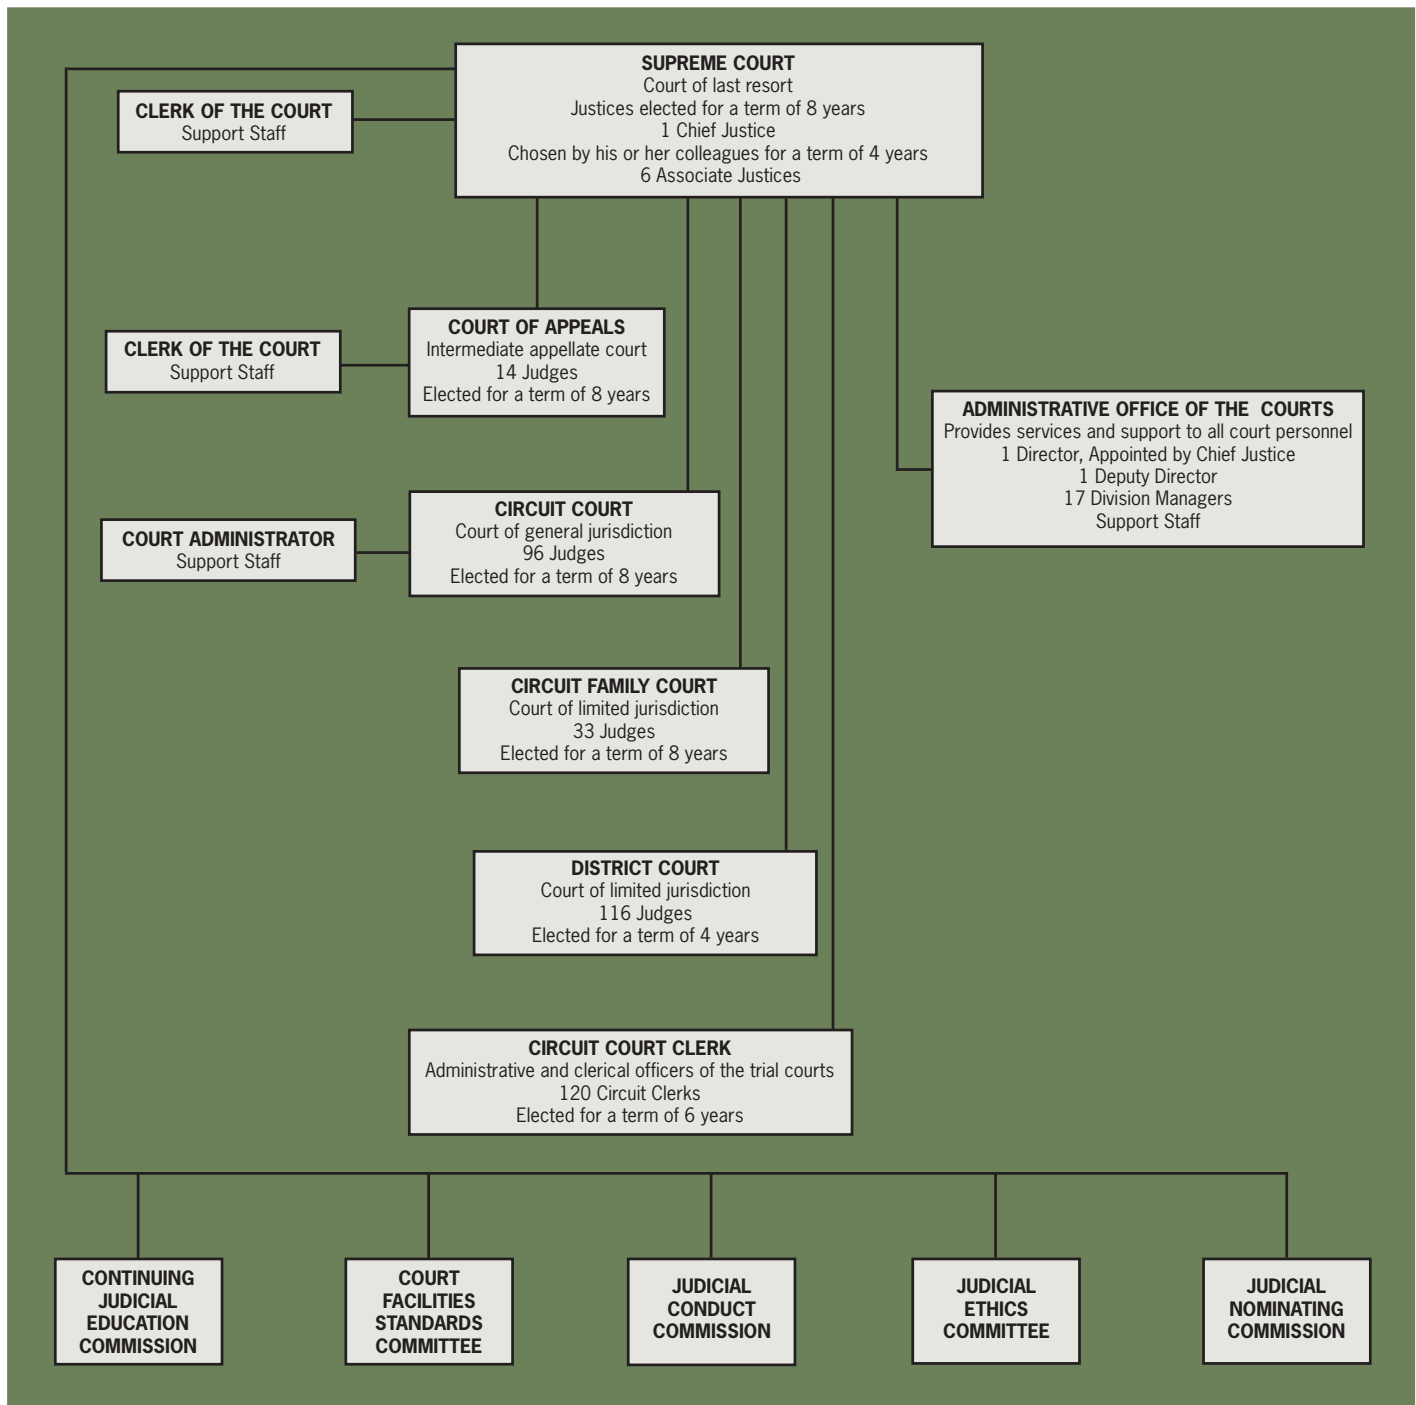 SUPREME COURT
Court of last resort
Justices elected for a term of 8 years
1 Chief Justice
Chosen by his or her colleagues for a term of 4 years
6 Associate Justices
CLERK OF THE COURT
Support Staff
COURT OF APPEALS
Intermediate appellate court
14 Judges
Elected for a term of 8 years
CLERK OF THE COURT
Support Staff
ADMINISTRATIVE OFFICE OF THE COURTS
Provides services and support to all court personnel
1 Director, Appointed by Chief Justice
1 Deputy Director
17 Division Managers
Support Staff
CIRCUIT COURT
Court of general jurisdiction
96 Judges
Elected for a term of 8 years
COURT ADMINISTRATOR
Support Staff
CIRCUIT FAMILY COURT
Court of limited jurisdiction
33 Judges
Elected for a term of 8 years
DISTRICT COURT
Court of limited jurisdiction
116 Judges
Elected for a term of 4 years
CIRCUIT COURT CLERK
Administrative and clerical officers of the trial courts
120 Circuit Clerks
Elected for a term of 6 years
CONTINUING
JUDICIAL
EDUCATION
COMMISSION
COURT
FACILITIES
STANDARDS
COMMITTEE
JUDICIAL
CONDUCT
COMMISSION
JUDICIAL
ETHICS
COMMITTEE
JUDICIAL
NOMINATING
COMMISSION